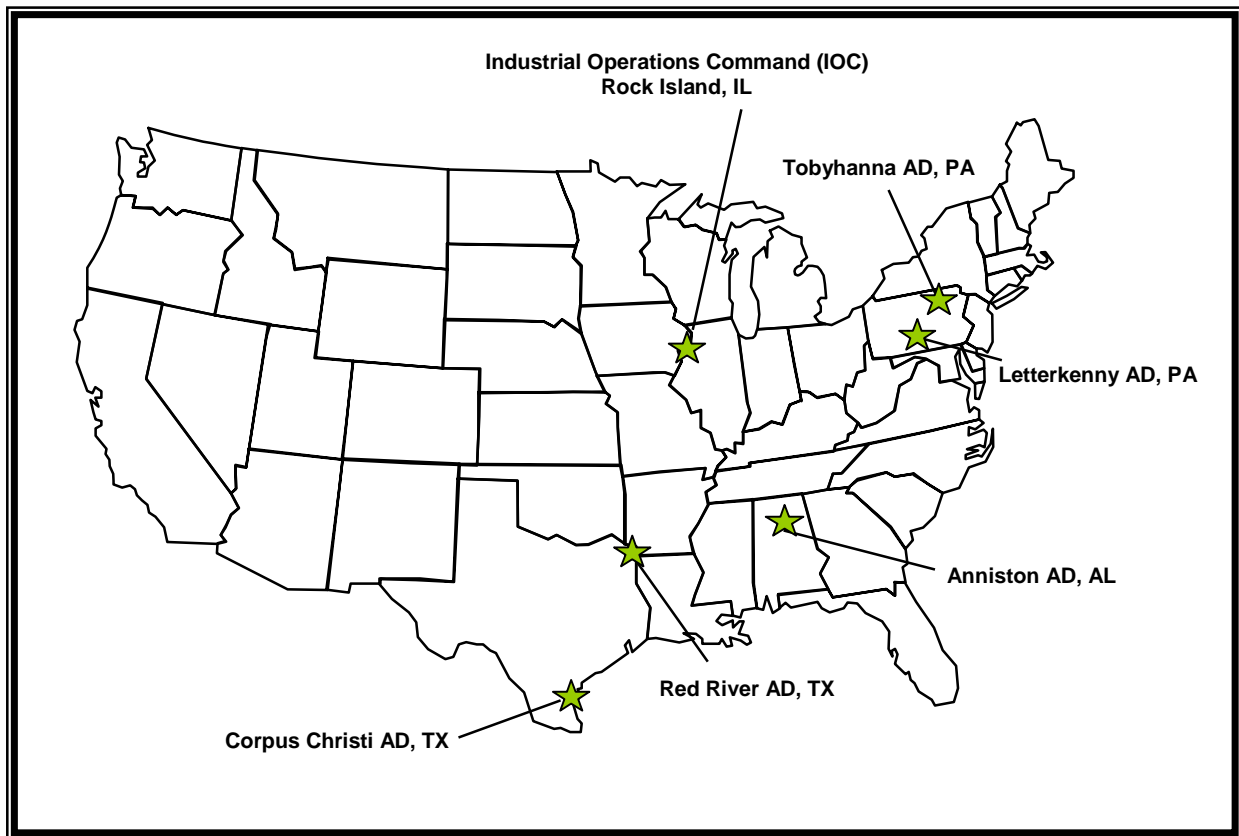 Industrial Operations Command (IOC)
Rock Island, IL
Tobyhanna AD, PA
Letterkenny AD, PA
Anniston AD, AL
Red River AD, TX
Corpus Christi AD, TX